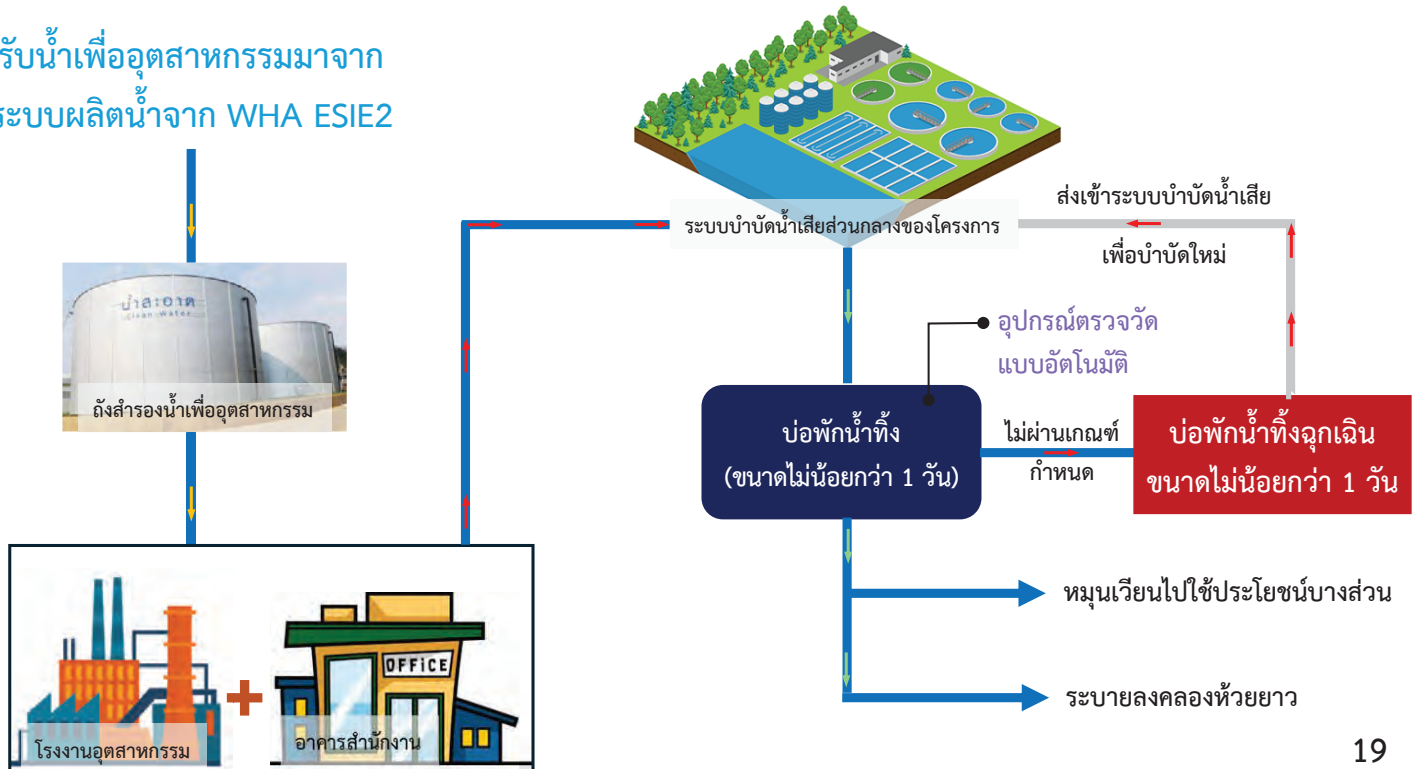 รับน้ำเพื่ออุตสาหกรรมมาจาก
ระบบผลิตน้ำจาก WHA ESIE2
น้ำสะอาด
Clean Water
ถังสำรองน้ำเพื่ออุตสาหกรรม
โรงงานอุตสาหกรรม
OFFiCE
อาคารสำนักงาน
ระบบบำบัดน้ำเสียส่วนกลางของโครงการ
ส่งเข้าระบบบำบัดน้ำเสีย
เพื่อบำบัดใหม่
อุปกรณ์ตรวจวัด
แบบอัตโนมัติ
บ่อพักน้ำทิ้ง
(ขนาดไม่น้อยกว่า 1 วัน)
ไม่ผ่านเกณฑ์
กำหนด
บ่อพักน้ำทิ้งฉุกเฉิน
ขนาดไม่น้อยกว่า 1 วัน
หมุนเวียนไปใช้ประโยชน์บางส่วน
ระบายลงคลองห้วยยาว
19